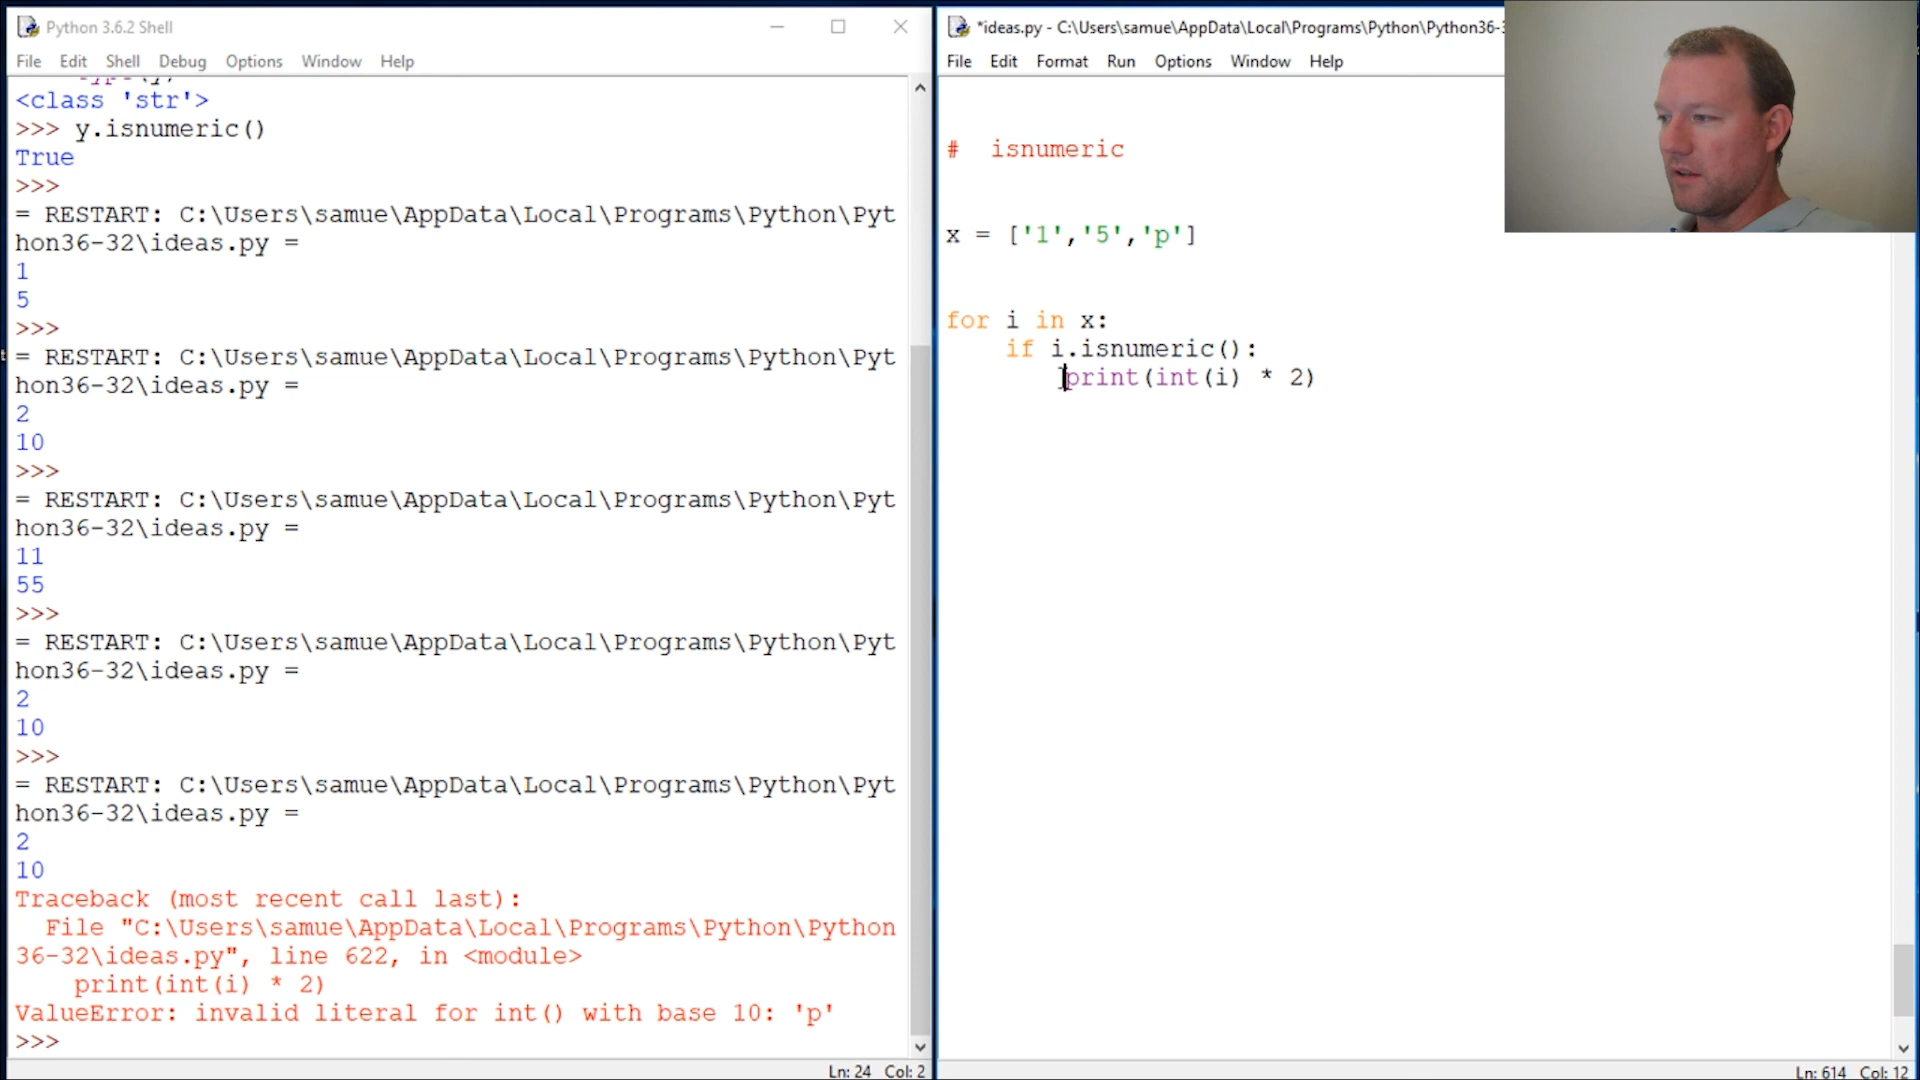 Python 3.6.2 Shell
File Edit Shell Debug Options Window Help
<class 'str'>
>>> y.isnumeric()
True
>>>
= RESTART: C:\Users\samue\AppData\Local\Programs\Python\Pyt
hon36-32\ideas.py =
1
5
>>>
= RESTART: C:\Users\samue\AppData\Local\Programs\Python\Pyt
hon36-32\ideas.py =
2
10
>>>
= RESTART: C:\Users\samue\AppData\Local\Programs\Python\Pyt
hon36-32\ideas.py =
11
55
>>>
= RESTART: C:\Users\samue\AppData\Local\Programs\Python\Pyt
hon36-32\ideas.py =
2
10
>>>
= RESTART: C:\Users\samue\AppData\Local\Programs\Python\Pyt
hon36-32\ideas.py =
2
10
Traceback (most recent call last):
  File "C:\Users\samue\AppData\Local\Programs\Python\Python
36-32\ideas.py", line 622, in <module>
    print(int(i) * 2)
ValueError: invalid literal for int() with base 10: 'p'
>>>
Ln: 24 Col: 2
*ideas.py - C:\Users\samue\AppData\Local\Programs\Python\Python36-3
File Edit Format Run Options Window Help
#  isnumeric
x = ['1','5','p']
for i in x:
    if i.isnumeric():
        print(int(i) * 2)
Ln: 614 Col: 12